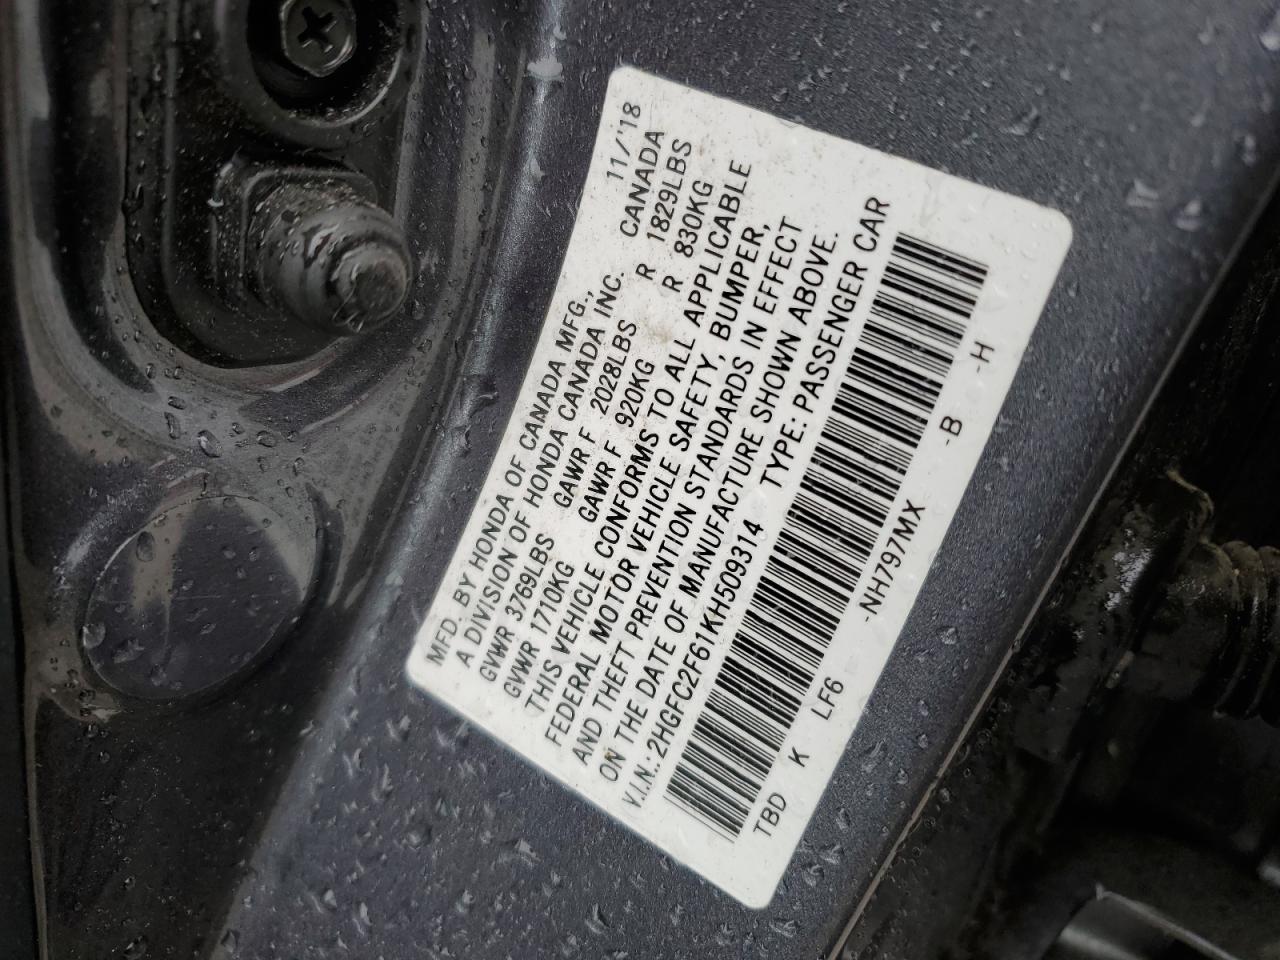 MFD. BY HONDA OF CANADA MFG., 11/'18
A DIVISION OF HONDA CANADA INC. CANADA
GVWR 3769LBS GAWR F 2028LBS R 1829LBS
GVWR 1710KG GAWR F 920KG R 830KG
THIS VEHICLE CONFORMS TO ALL APPLICABLE
FEDERAL MOTOR VEHICLE SAFETY, BUMPER,
AND THEFT PREVENTION STANDARDS IN EFFECT
ON THE DATE OF MANUFACTURE SHOWN ABOVE.
V.I.N.:2HGFC2F61KH509314 TYPE:PASSENGER CAR
TBD K LF6 -NH797MX -B -H